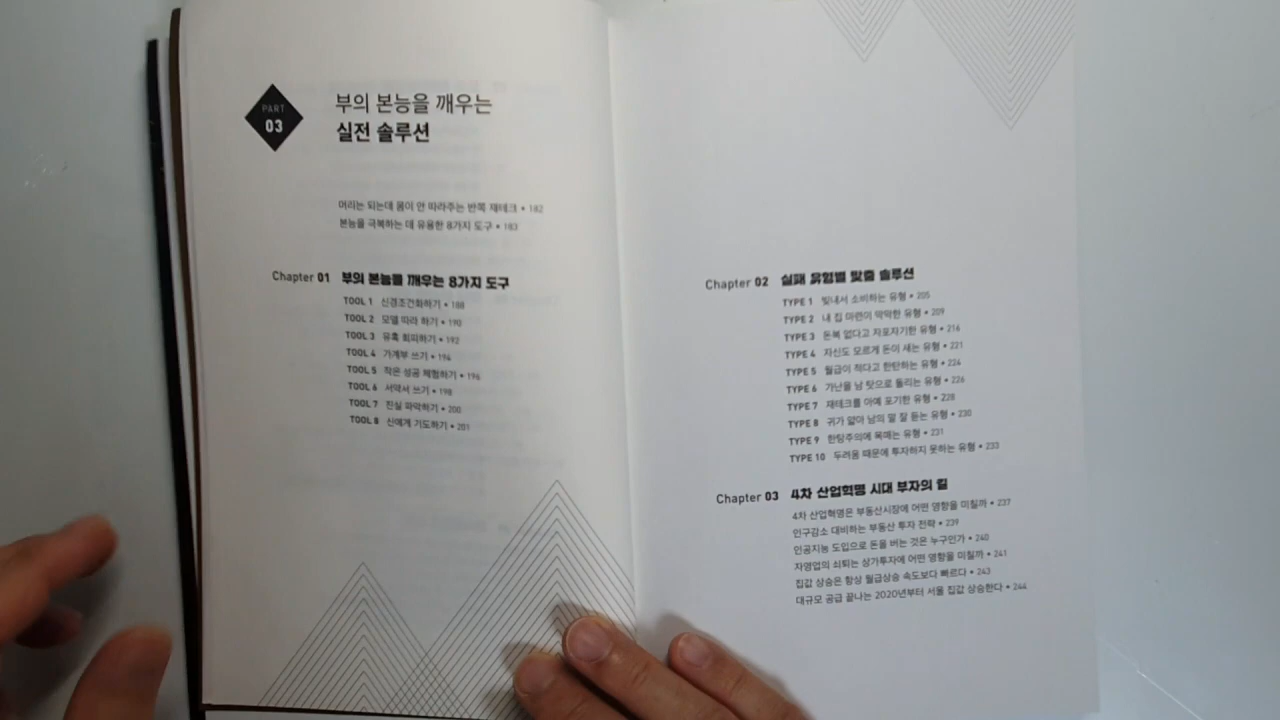 PART
03
부의 본능을 깨우는
실전 솔루션
머리는 되는데 몸이 안 따라주는 반쪽 재테크 • 182
본능을 극복하는 데 유용한 8가지 도구 • 183
Chapter 01 부의 본능을 깨우는 8가지 도구
TOOL 1 신경조건화하기 • 188
TOOL 2 모델 따라 하기 • 190
TOOL 3 유혹 회피하기 • 192
TOOL 4 가계부 쓰기 • 194
TOOL 5 작은 성공 체험하기 • 196
TOOL 6 서약서 쓰기 • 198
TOOL 7 진실 파악하기 • 200
TOOL 8 신에게 기도하기 • 201
Chapter 02 실패 유형별 맞춤 솔루션
TYPE 1 빚내서 소비하는 유형 • 205
TYPE 2 내 집 마련이 막막한 유형 • 209
TYPE 3 돈복 없다고 자포자기한 유형 • 216
TYPE 4 자신도 모르게 돈이 새는 유형 • 221
TYPE 5 월급이 적다고 한탄하는 유형 • 224
TYPE 6 가난을 남 탓으로 돌리는 유형 • 226
TYPE 7 재테크를 아예 포기한 유형 • 228
TYPE 8 귀가 얇아 남의 말 잘 듣는 유형 • 230
TYPE 9 한탕주의에 목매는 유형 • 231
TYPE 10 두려움 때문에 투자하지 못하는 유형 • 233
Chapter 03 4차 산업혁명 시대 부자의 길
4차 산업혁명은 부동산시장에 어떤 영향을 미칠까 • 237
인구감소 대비하는 부동산 투자 전략 • 239
인공지능 도입으로 돈을 버는 것은 누구인가 • 240
자영업의 쇠퇴는 상가투자에 어떤 영향을 미칠까 • 241
집값 상승은 항상 월급상승 속도보다 빠르다 • 243
대규모 공급 끝나는 2020년부터 서울 집값 상승한다 • 244